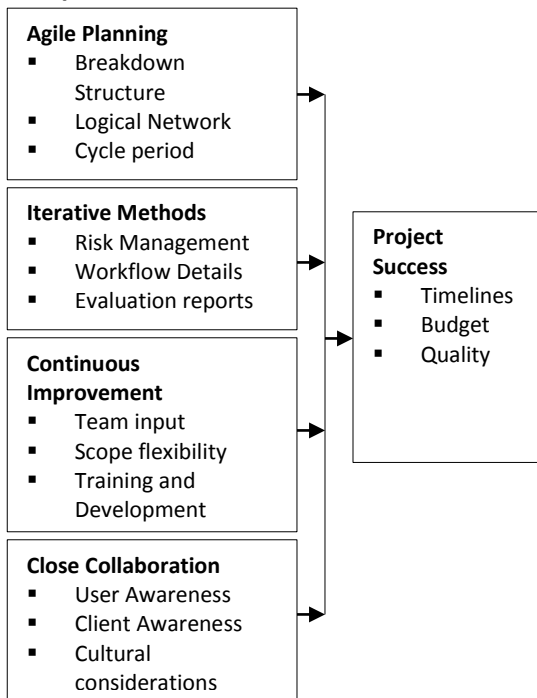 Agile Planning
▪ Breakdown
Structure
▪ Logical Network
▪ Cycle period
Iterative Methods
▪ Risk Management
▪ Workflow Details
▪ Evaluation reports
Continuous
Improvement
▪ Team input
▪ Scope flexibility
▪ Training and
Development
Close Collaboration
▪ User Awareness
▪ Client Awareness
▪ Cultural
considerations
Project
Success
▪ Timelines
▪ Budget
▪ Quality